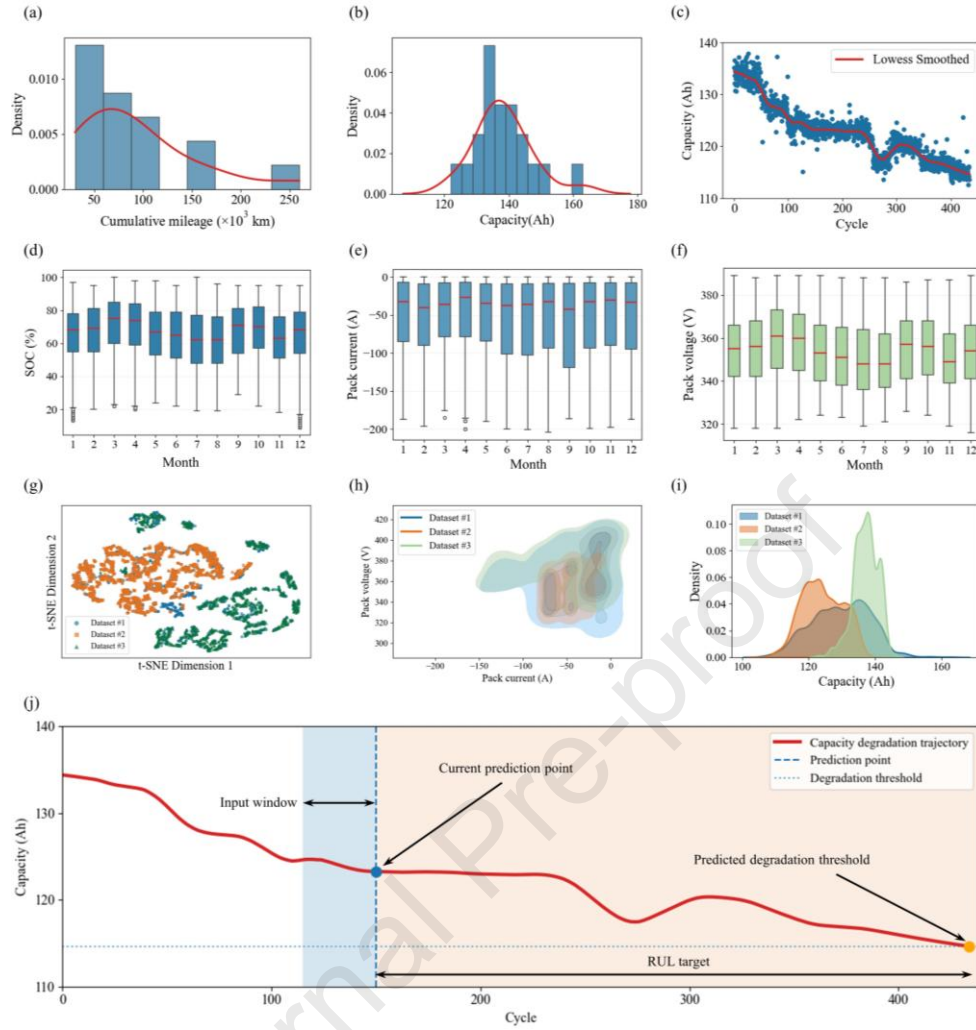 (a)
(b)
(c)
Density
0.010
0.005
0.000
50
100
150
200
250
Cumulative mileage (×10³ km)
Density
0.06
0.04
0.02
0.00
120
140
160
180
Capacity(Ah)
Capacity (Ah)
140
130
120
110
Lowess Smoothed
0
100
200
300
400
Cycle
(d)
(e)
(f)
SOC (%)
100
80
60
40
20
1 2 3 4 5 6 7 8 9 10 11 12
Month
Pack current (A)
0
−50
−100
−150
−200
1 2 3 4 5 6 7 8 9 10 11 12
Month
Pack voltage (V)
380
360
340
320
1 2 3 4 5 6 7 8 9 10 11 12
Month
(g)
(h)
(i)
t-SNE Dimension 2
Dataset #1
Dataset #2
Dataset #3
t-SNE Dimension 1
Pack voltage (V)
420
400
380
360
340
320
300
Dataset #1
Dataset #2
Dataset #3
−200
−150
−100
−50
0
Pack current (A)
Density
0.10
0.08
0.06
0.04
0.02
0.00
Dataset #1
Dataset #2
Dataset #3
100
120
140
160
Capacity (Ah)
(j)
Capacity (Ah)
140
130
120
110
Capacity degradation trajectory
Prediction point
Degradation threshold
Current prediction point
Input window
Predicted degradation threshold
RUL target
0
100
200
300
400
Cycle
rnal Pre-proof